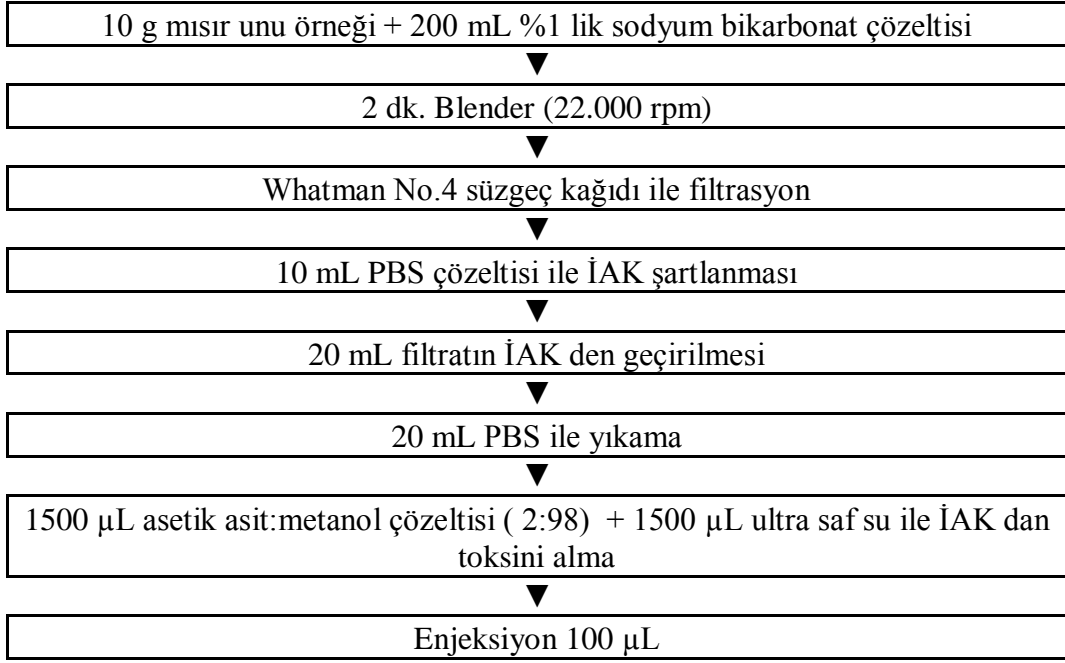 10 g mısır unu örneği + 200 mL %1 lik sodyum bikarbonat çözeltisi
2 dk. Blender (22.000 rpm)
Whatman No.4 süzgeç kağıdı ile filtrasyon
10 mL PBS çözeltisi ile İAK şartlanması
20 mL filtratın İAK den geçirilmesi
20 mL PBS ile yıkama
1500 µL asetik asit:metanol çözeltisi ( 2:98) + 1500 µL ultra saf su ile İAK dan
toksini alma
Enjeksiyon 100 µL